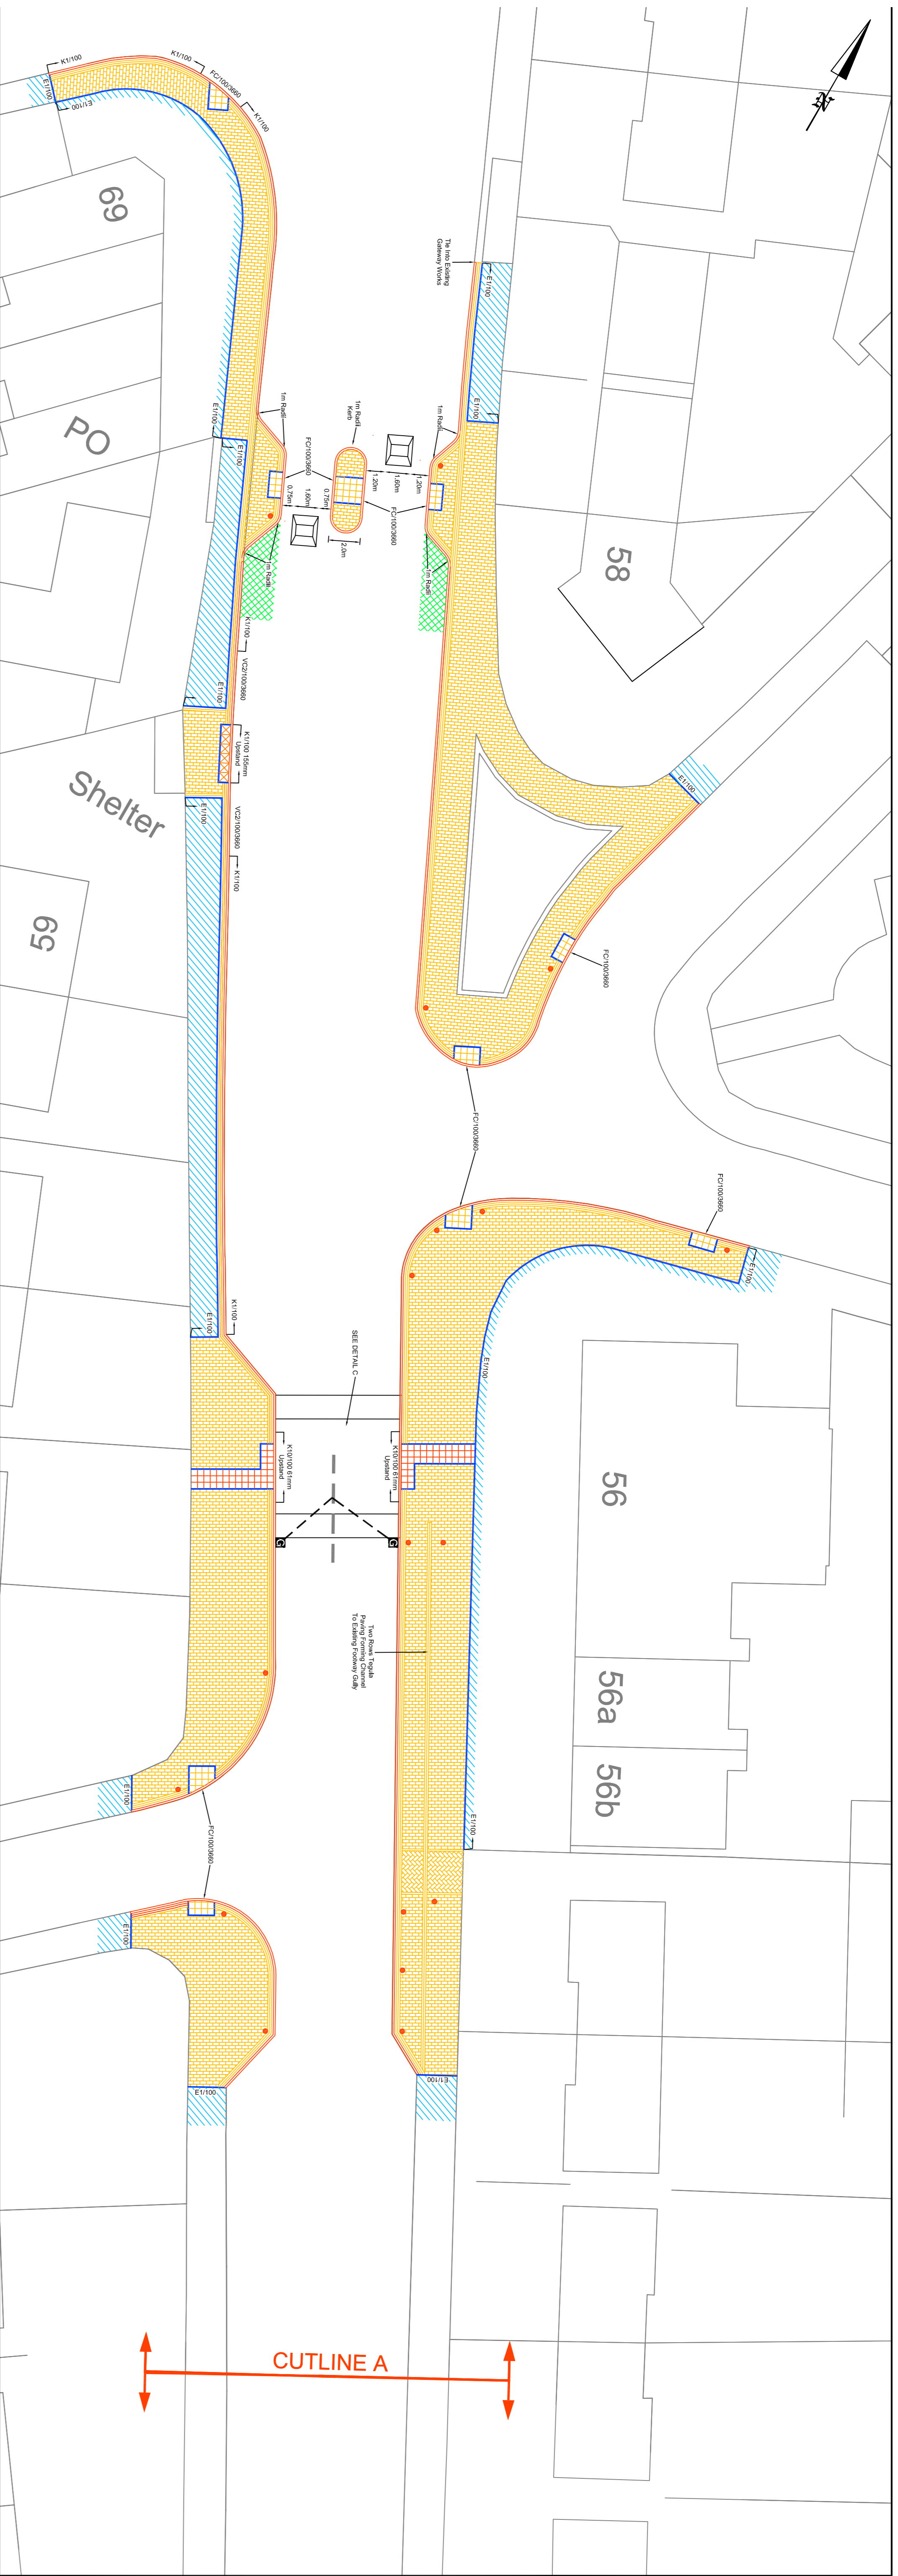 N
K1/100
FC/100/3660
K1/100
K1/100
E1/100
E1/100
69
Tie Into Existing
Gateway Works
E1/100
E1/100
1m Radii
1m Radii
Kerb
1m Radii
FC/100/3660
1.20m
1.60m
1.20m
0.75m
1.60m
0.75m
FC/100/3660
2.0m
1m Radii
1m Radii
E1/100
E1/100
PO
58
K1/100
VC2/100/3660
E1/100
K1/100 155mm
Upstand
Shelter
E1/100
VC2/100/3660
K1/100
E1/100
59
FC/100/3660
FC/100/3660
FC/100/3660
E1/100
K1/100
E1/100
E1/100
SEE DETAIL C
K10/100 61mm
Upstand
K10/100 61mm
Upstand
G
G
56
Two Rows Tegula
Paving Forming Channel
To Existing Footway Gully
56a
56b
E1/100
E1/100
FC/100/3660
E1/100
E1/100
E1/100
CUTLINE A